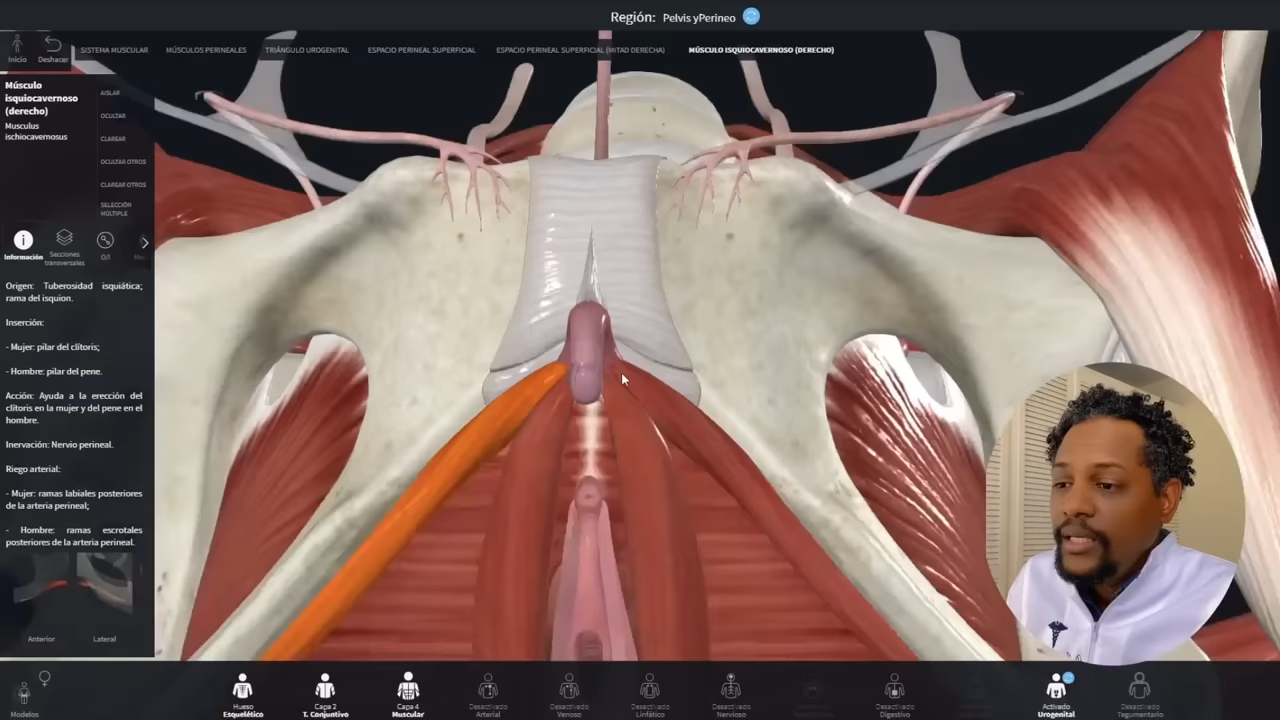 Región: Pelvis yPerineo
Inicio
Deshacer
SISTEMA MUSCULAR
MÚSCULOS PERINEALES
TRIÁNGULO UROGENITAL
ESPACIO PERINEAL SUPERFICIAL
ESPACIO PERINEAL SUPERFICIAL (MITAD DERECHA)
MÚSCULO ISQUIOCAVERNOSO (DERECHO)
Músculo
isquiocavernoso
(derecho)
Musculus
ischiocavernosus
AISLAR
OCULTAR
CLAREAR
OCULTAR OTROS
CLAREAR OTROS
SELECCIÓN
MÚLTIPLE
Información
Secciones
transversales
0/1
Origen: Tuberosidad isquiática;
rama del isquion.
Inserción:
- Mujer: pilar del clítoris;
- Hombre: pilar del pene.
Acción: Ayuda a la erección del
clítoris en la mujer y del pene en el
hombre.
Inervación: Nervio perineal.
Riego arterial:
- Mujer: ramas labiales posteriores
de la arteria perineal;
- Hombre: ramas escrotales
posteriores de la arteria perineal.
Anterior
Lateral
Modelos
Hueso
Esquelético
Capa 2
T. Conjuntivo
Capa 4
Muscular
Desactivado
Arterial
Desactivado
Venoso
Desactivado
Linfático
Desactivado
Nervioso
Desactivado
Digestivo
Activado
Urogenital
Desactivado
Tegumentario